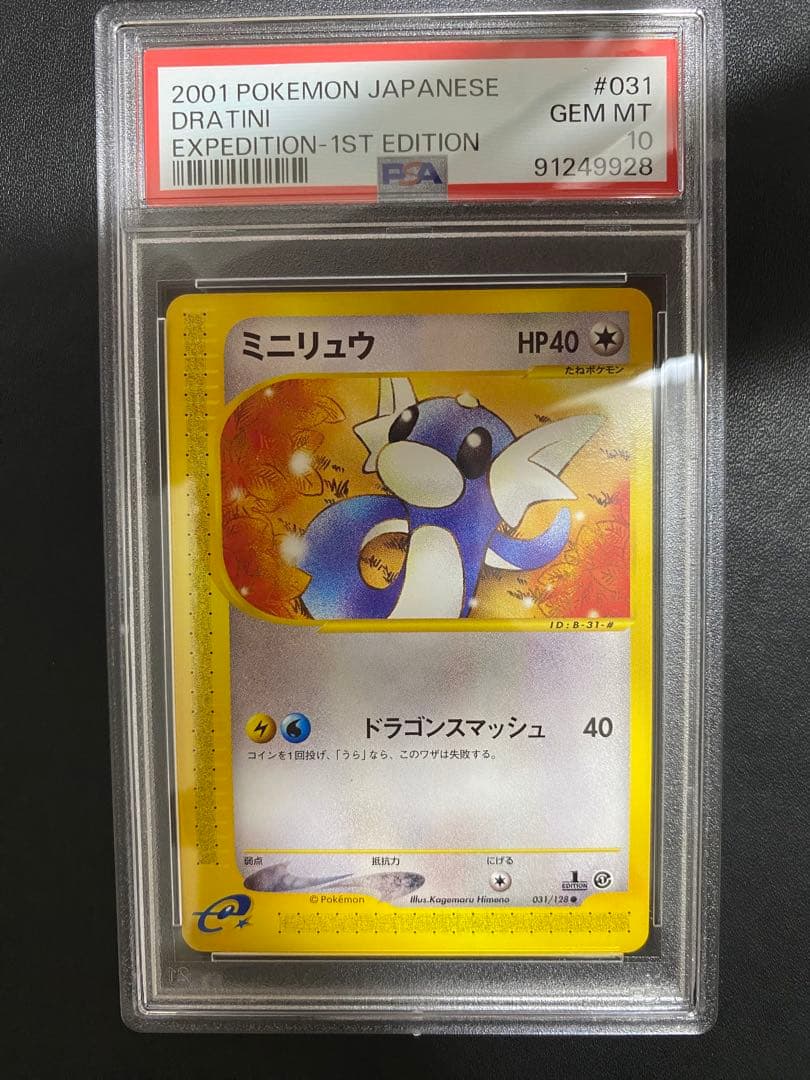 2001 POKEMON JAPANESE #031
DRATINI GEM MT
EXPEDITION-1ST EDITION 10
PSA 91249928
ミニリュウ HP40
たねポケモン
ID:B-31-#
ドラゴンスマッシュ 40
コインを1回投げ、「うら」なら、このワザは失敗する。
弱点 抵抗力 にげる
1
EDITION
©Pokémon Illus.Kagemaru Himeno 031/128 ●
e